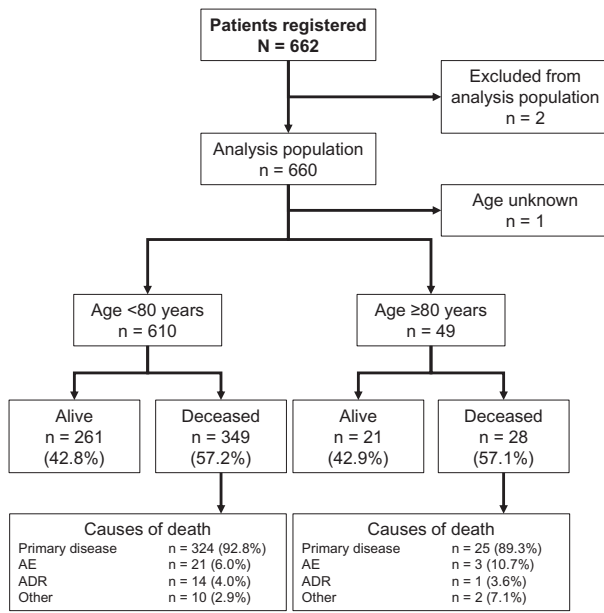 Patients registered
N = 662
Excluded from
analysis population
n = 2
Analysis population
n = 660
Age unknown
n = 1
Age <80 years
n = 610
Age ≥80 years
n = 49
Alive
n = 261
(42.8%)
Deceased
n = 349
(57.2%)
Alive
n = 21
(42.9%)
Deceased
n = 28
(57.1%)
Causes of death
Primary disease n = 324 (92.8%)
AE n = 21 (6.0%)
ADR n = 14 (4.0%)
Other n = 10 (2.9%)
Causes of death
Primary disease n = 25 (89.3%)
AE n = 3 (10.7%)
ADR n = 1 (3.6%)
Other n = 2 (7.1%)